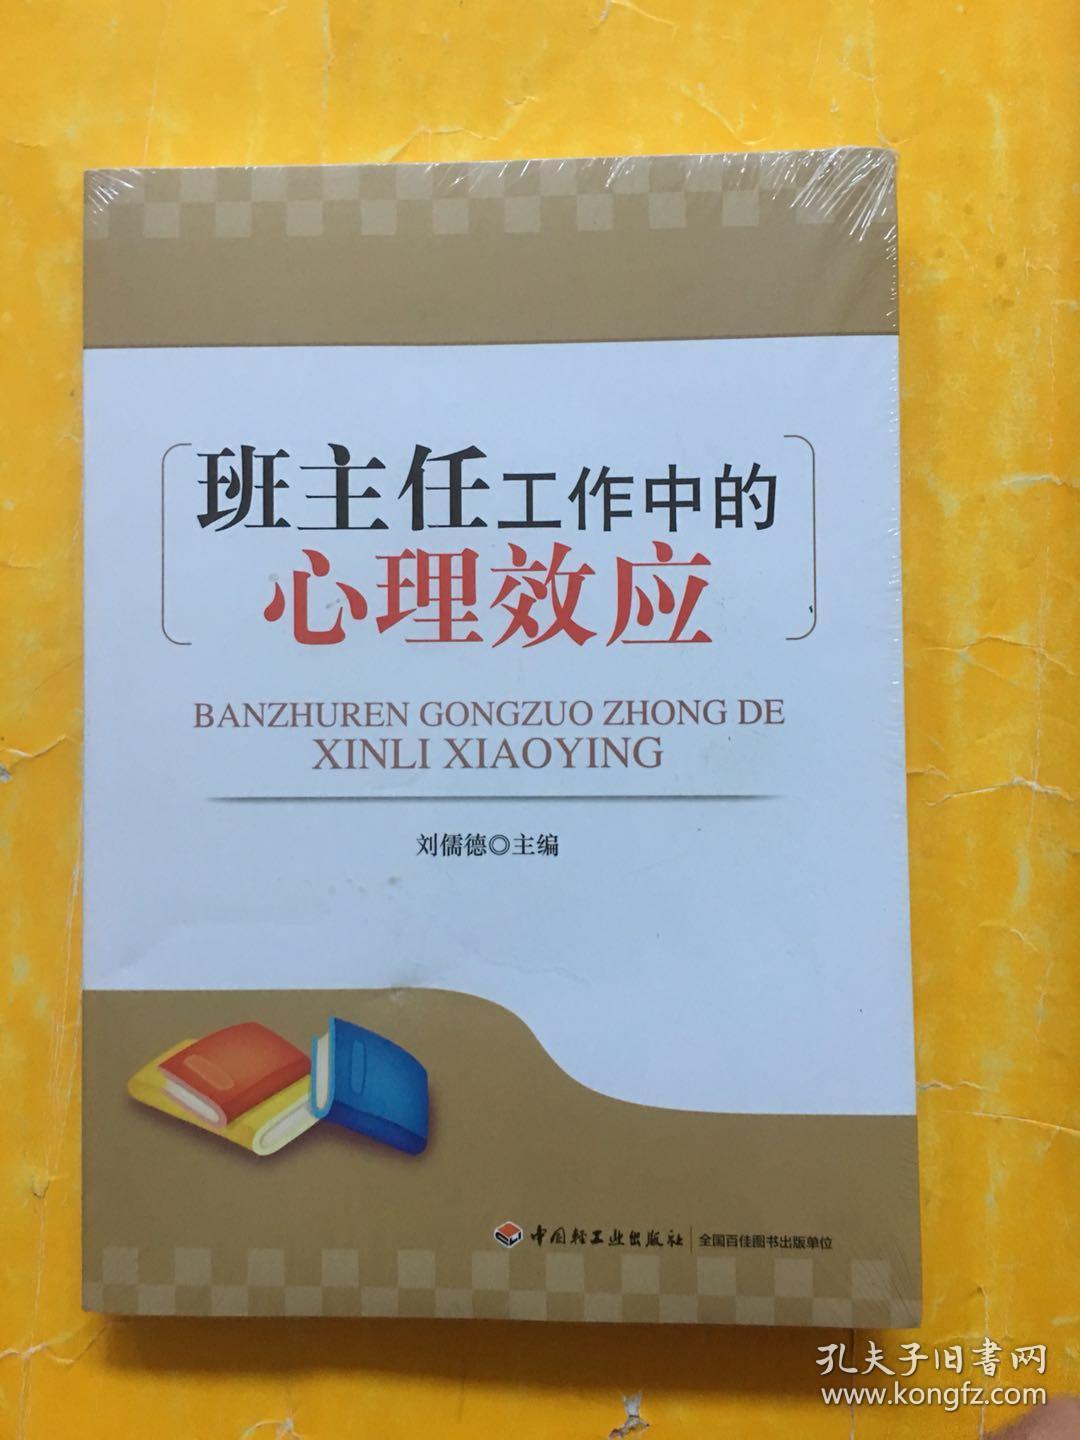 班主任工作中的
心理效应
BANZHUREN GONGZUO ZHONG DE
XINLI XIAOYING
刘儒德◎主编
中国轻工业出版社 全国百佳图书出版单位
孔夫子旧書网
www.kongfz.com